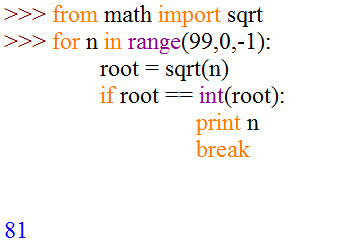 >>> from math import sqrt
>>> for n in range(99,0,-1):
root = sqrt(n)
if root == int(root):
print n
break
81